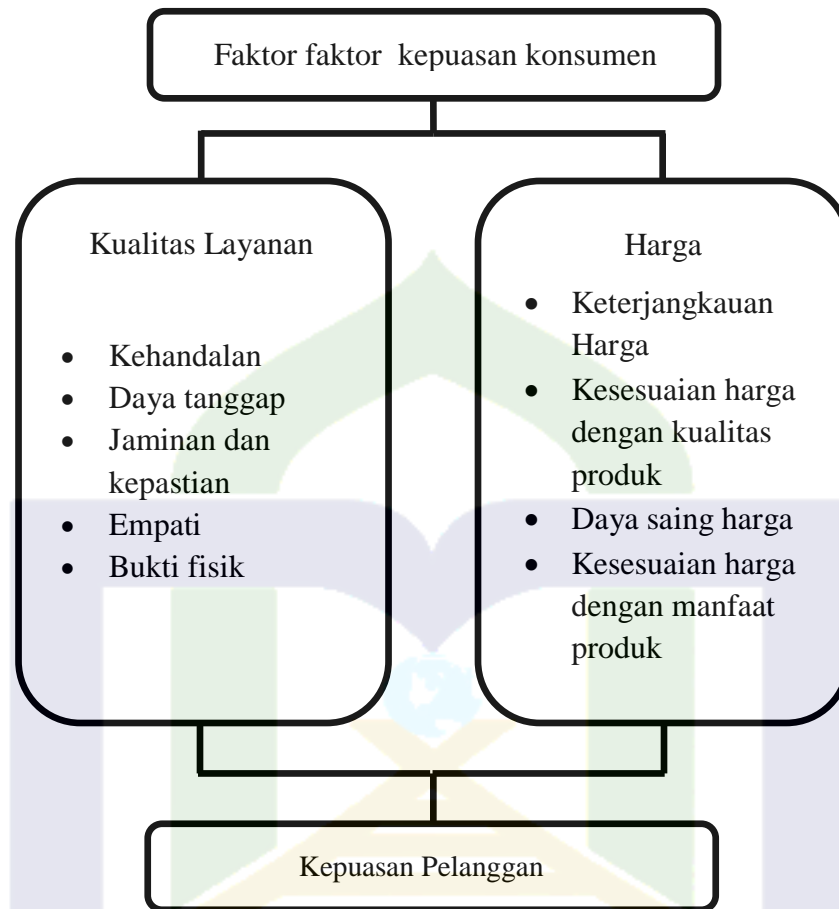 Faktor faktor  kepuasan konsumen
Kualitas Layanan
• Kehandalan
• Daya tanggap
• Jaminan dan
kepastian
• Empati
• Bukti fisik
Harga
• Keterjangkauan
Harga
• Kesesuaian harga
dengan kualitas
produk
• Daya saing harga
• Kesesuaian harga
dengan manfaat
produk
Kepuasan Pelanggan